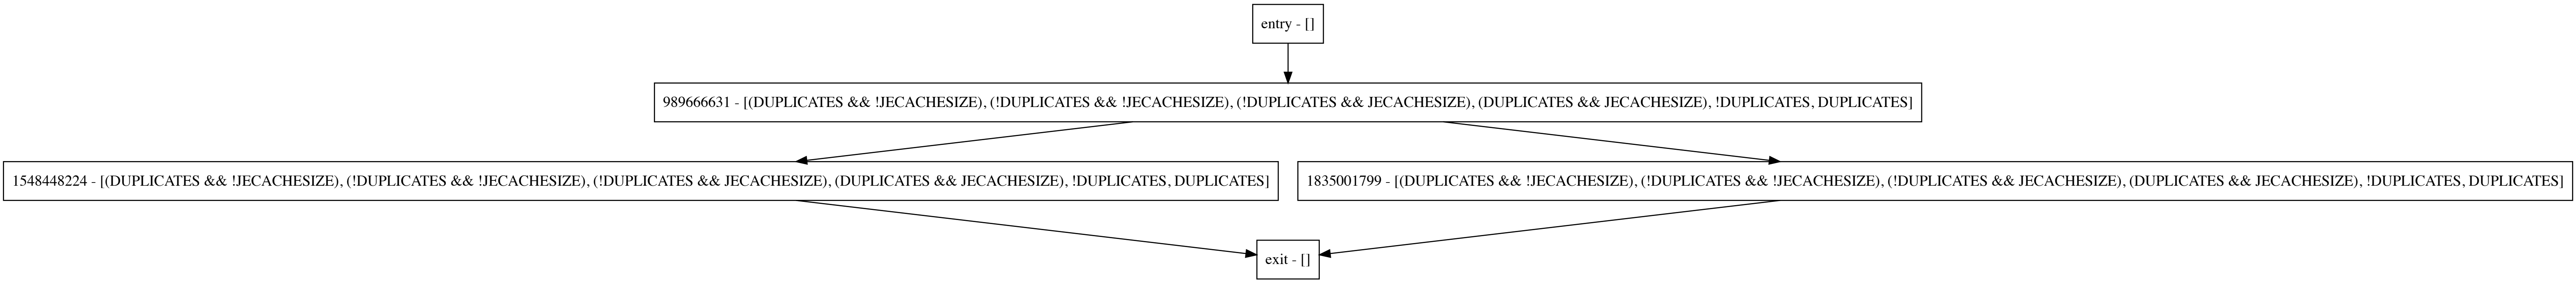 entry - []
989666631 - [(DUPLICATES && !JECACHESIZE), (!DUPLICATES && !JECACHESIZE), (!DUPLICATES && JECACHESIZE), (DUPLICATES && JECACHESIZE), !DUPLICATES, DUPLICATES]
1548448224 - [(DUPLICATES && !JECACHESIZE), (!DUPLICATES && !JECACHESIZE), (!DUPLICATES && JECACHESIZE), (DUPLICATES && JECACHESIZE), !DUPLICATES, DUPLICATES]
1835001799 - [(DUPLICATES && !JECACHESIZE), (!DUPLICATES && !JECACHESIZE), (!DUPLICATES && JECACHESIZE), (DUPLICATES && JECACHESIZE), !DUPLICATES, DUPLICATES]
exit - []